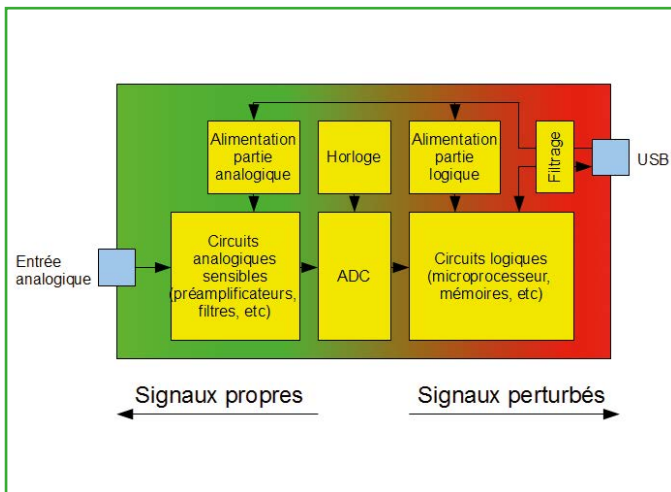 Alimentation
partie
analogique
Horloge
Alimentation
partie
logique
Filtrage
USB
Entrée
analogique
Circuits
analogiques
sensibles
(préamplificateurs,
filtres, etc)
ADC
Circuits logiques
(microprocesseur,
mémoires, etc)
Signaux propres
Signaux perturbés